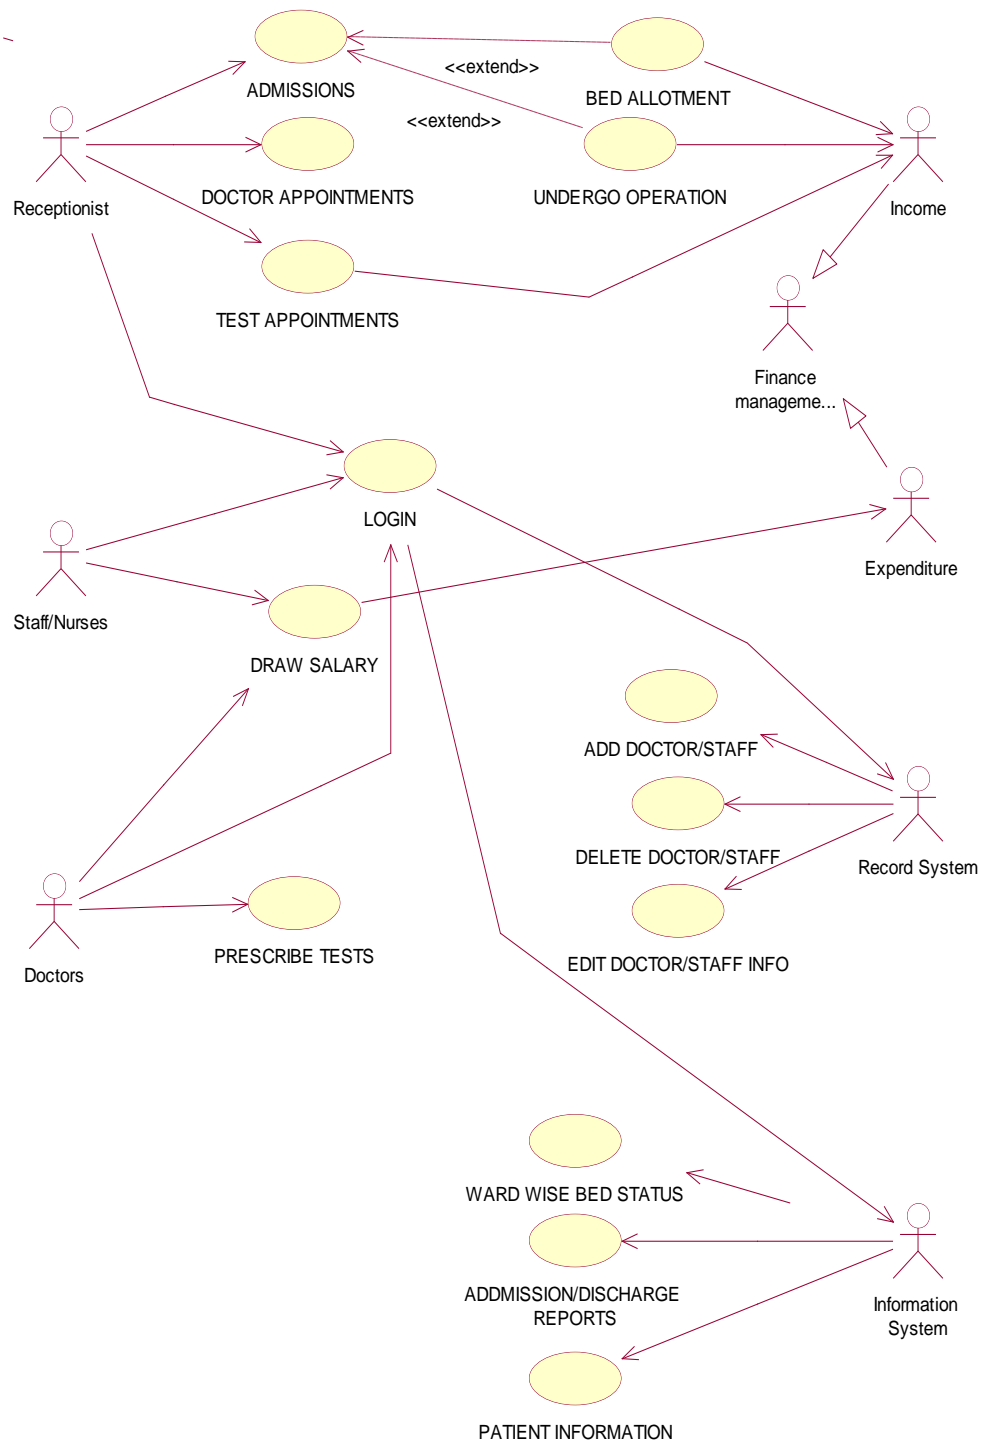 <<extend>>
ADMISSIONS
BED ALLOTMENT
<<extend>>
DOCTOR APPOINTMENTS
UNDERGO OPERATION
Receptionist
Income
TEST APPOINTMENTS
Finance
manageme...
LOGIN
Expenditure
Staff/Nurses
DRAW SALARY
ADD DOCTOR/STAFF
DELETE DOCTOR/STAFF
Record System
PRESCRIBE TESTS
EDIT DOCTOR/STAFF INFO
Doctors
WARD WISE BED STATUS
ADDMISSION/DISCHARGE
REPORTS
Information
System
PATIENT INFORMATION